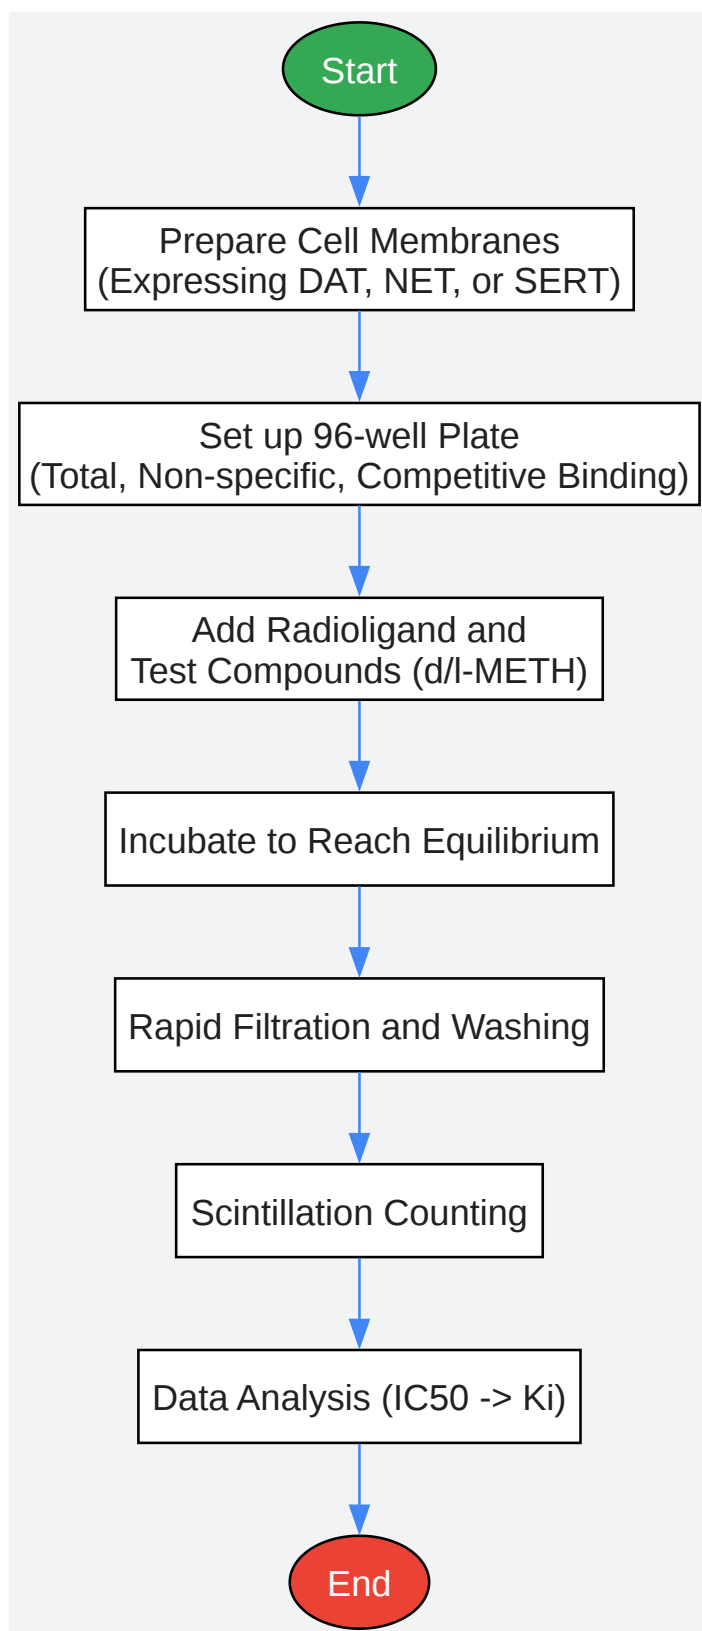 Start
Prepare Cell Membranes
(Expressing DAT, NET, or SERT)
Set up 96-well Plate
(Total, Non-specific, Competitive Binding)
Add Radioligand and
Test Compounds (d/l-METH)
Incubate to Reach Equilibrium
Rapid Filtration and Washing
Scintillation Counting
Data Analysis (IC50 -> Ki)
End